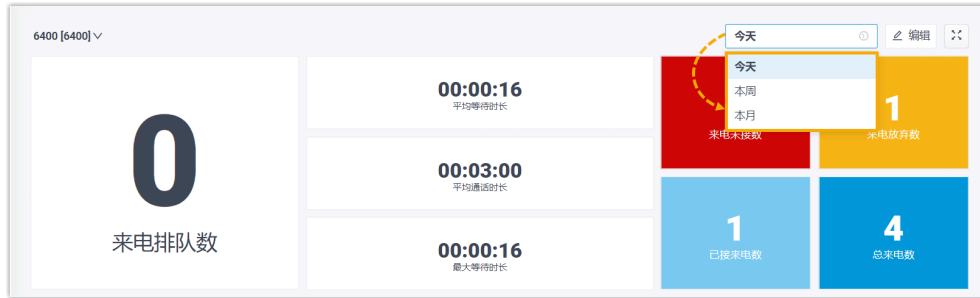 6400 [6400]
今天
编辑
今天
本周
本月
0
来电排队数
00:00:16
平均等待时长
00:03:00
平均通话时长
00:00:16
最大等待时长
来电未接数
1
来电放弃数
1
已接来电数
4
总来电数